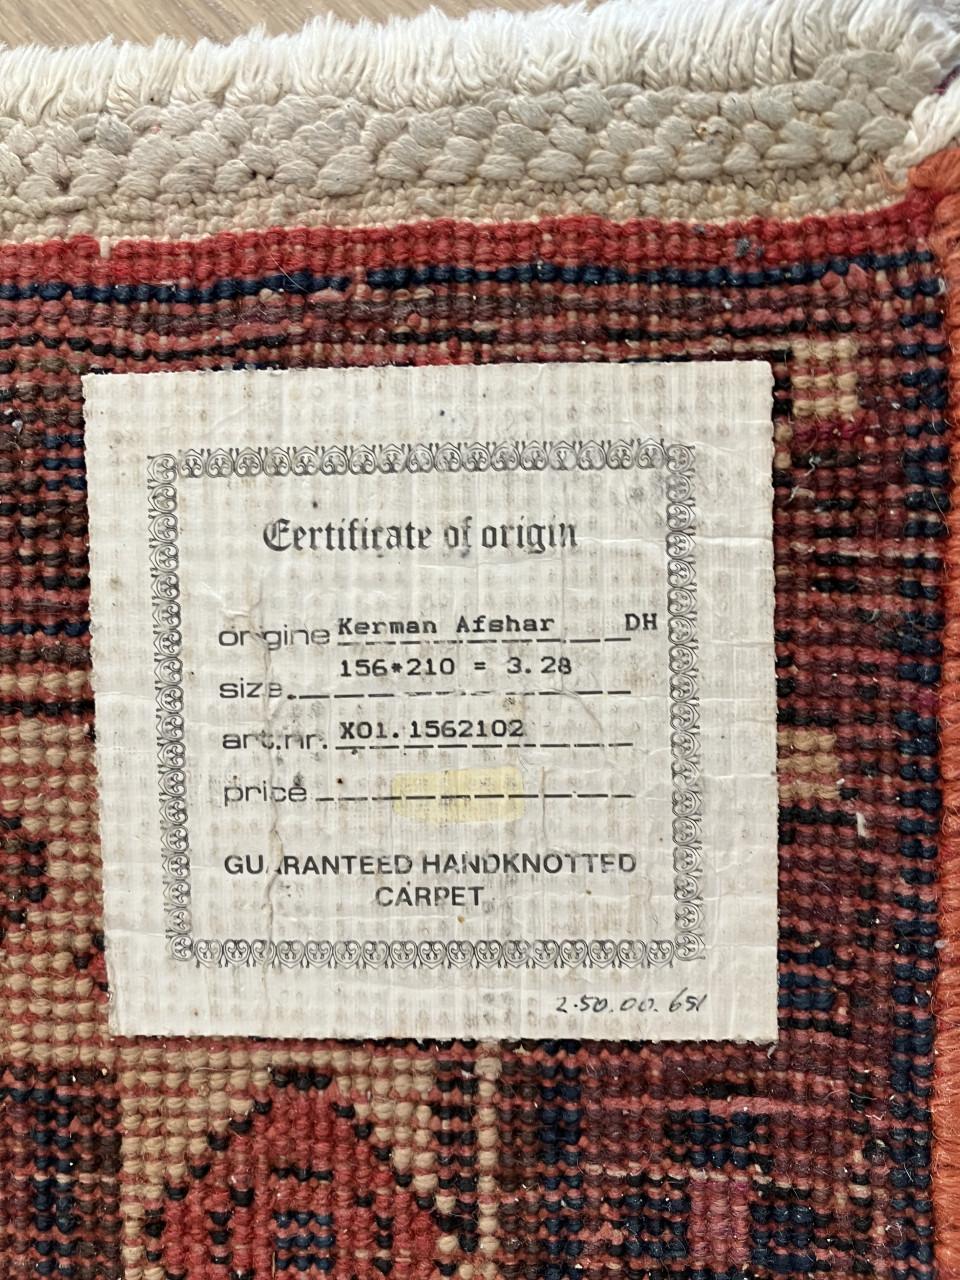 Certificate of origin
origine Kerman Afshar DH
size. 156*210 = 3.28
art.nr. X01.1562102
price
GUARANTEED HANDKNOTTED
CARPET
2.50.00.651